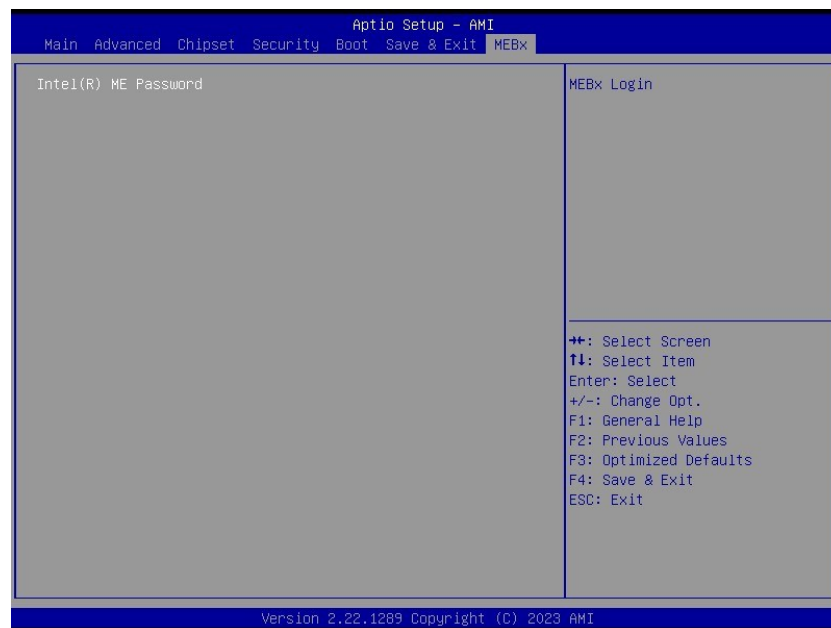 Aptio Setup – AMI
Main Advanced Chipset Security Boot Save & Exit MEBx
Intel(R) ME Password
MEBx Login
→←: Select Screen
↑↓: Select Item
Enter: Select
+/-: Change Opt.
F1: General Help
F2: Previous Values
F3: Optimized Defaults
F4: Save & Exit
ESC: Exit
Version 2.22.1289 Copyright (C) 2023 AMI